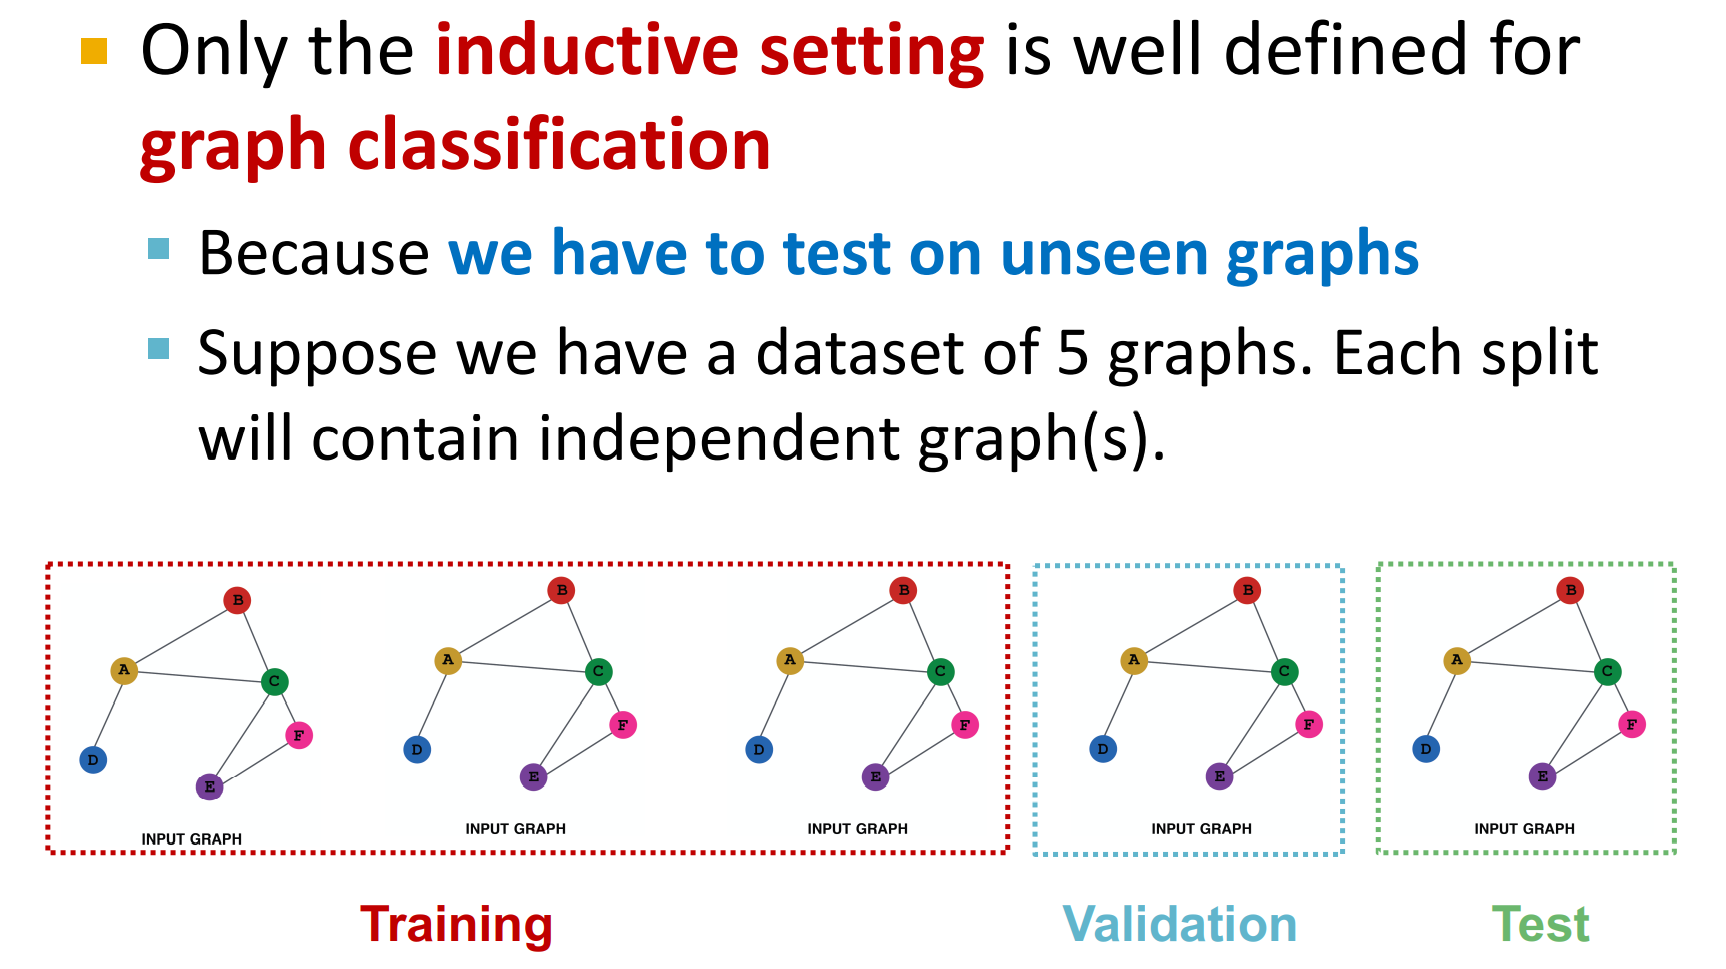 Only the inductive setting is well defined for
graph classification
Because we have to test on unseen graphs
Suppose we have a dataset of 5 graphs. Each split
will contain independent graph(s).
B
A
C
F
D
E
INPUT GRAPH
B
A
C
F
D
E
INPUT GRAPH
B
A
C
F
D
E
INPUT GRAPH
B
A
C
F
D
E
INPUT GRAPH
B
A
C
F
D
E
INPUT GRAPH
Training
Validation
Test